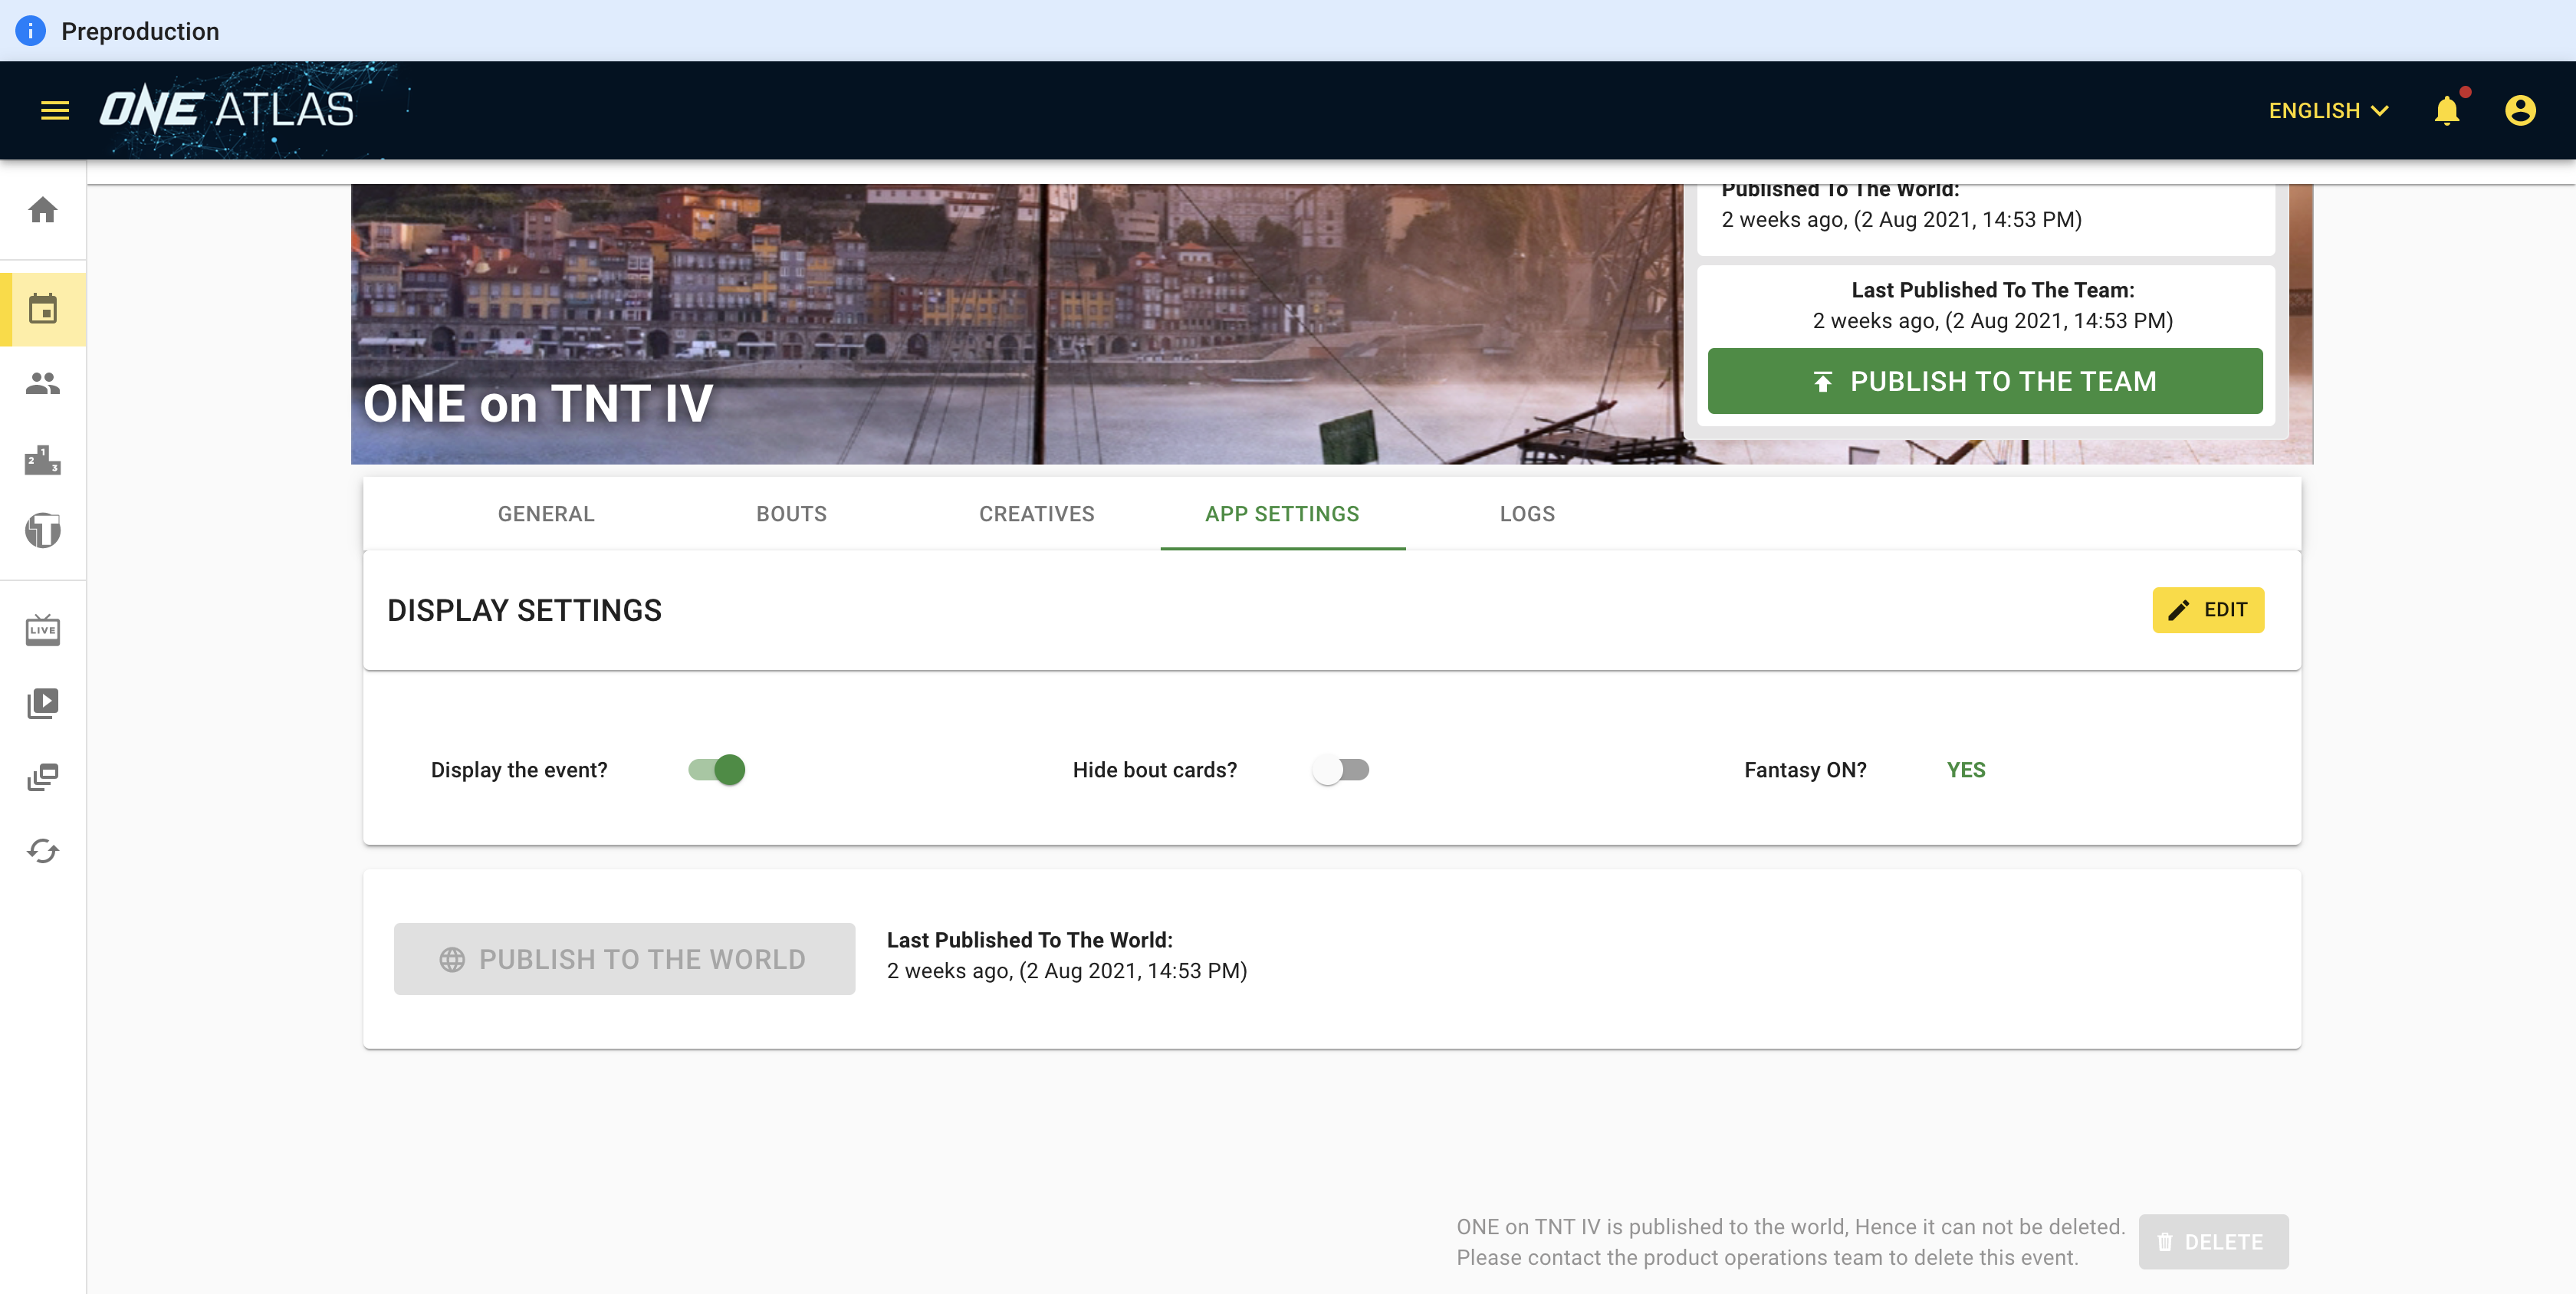 Preproduction
ONE ATLAS
ENGLISH
Published To The World:
2 weeks ago, (2 Aug 2021, 14:53 PM)
Last Published To The Team:
2 weeks ago, (2 Aug 2021, 14:53 PM)
PUBLISH TO THE TEAM
ONE on TNT IV
GENERAL
BOUTS
CREATIVES
APP SETTINGS
LOGS
DISPLAY SETTINGS
EDIT
Display the event?
Hide bout cards?
Fantasy ON?
YES
PUBLISH TO THE WORLD
Last Published To The World:
2 weeks ago, (2 Aug 2021, 14:53 PM)
ONE on TNT IV is published to the world, Hence it can not be deleted.
Please contact the product operations team to delete this event.
DELETE
2 1 3
T
LIVE